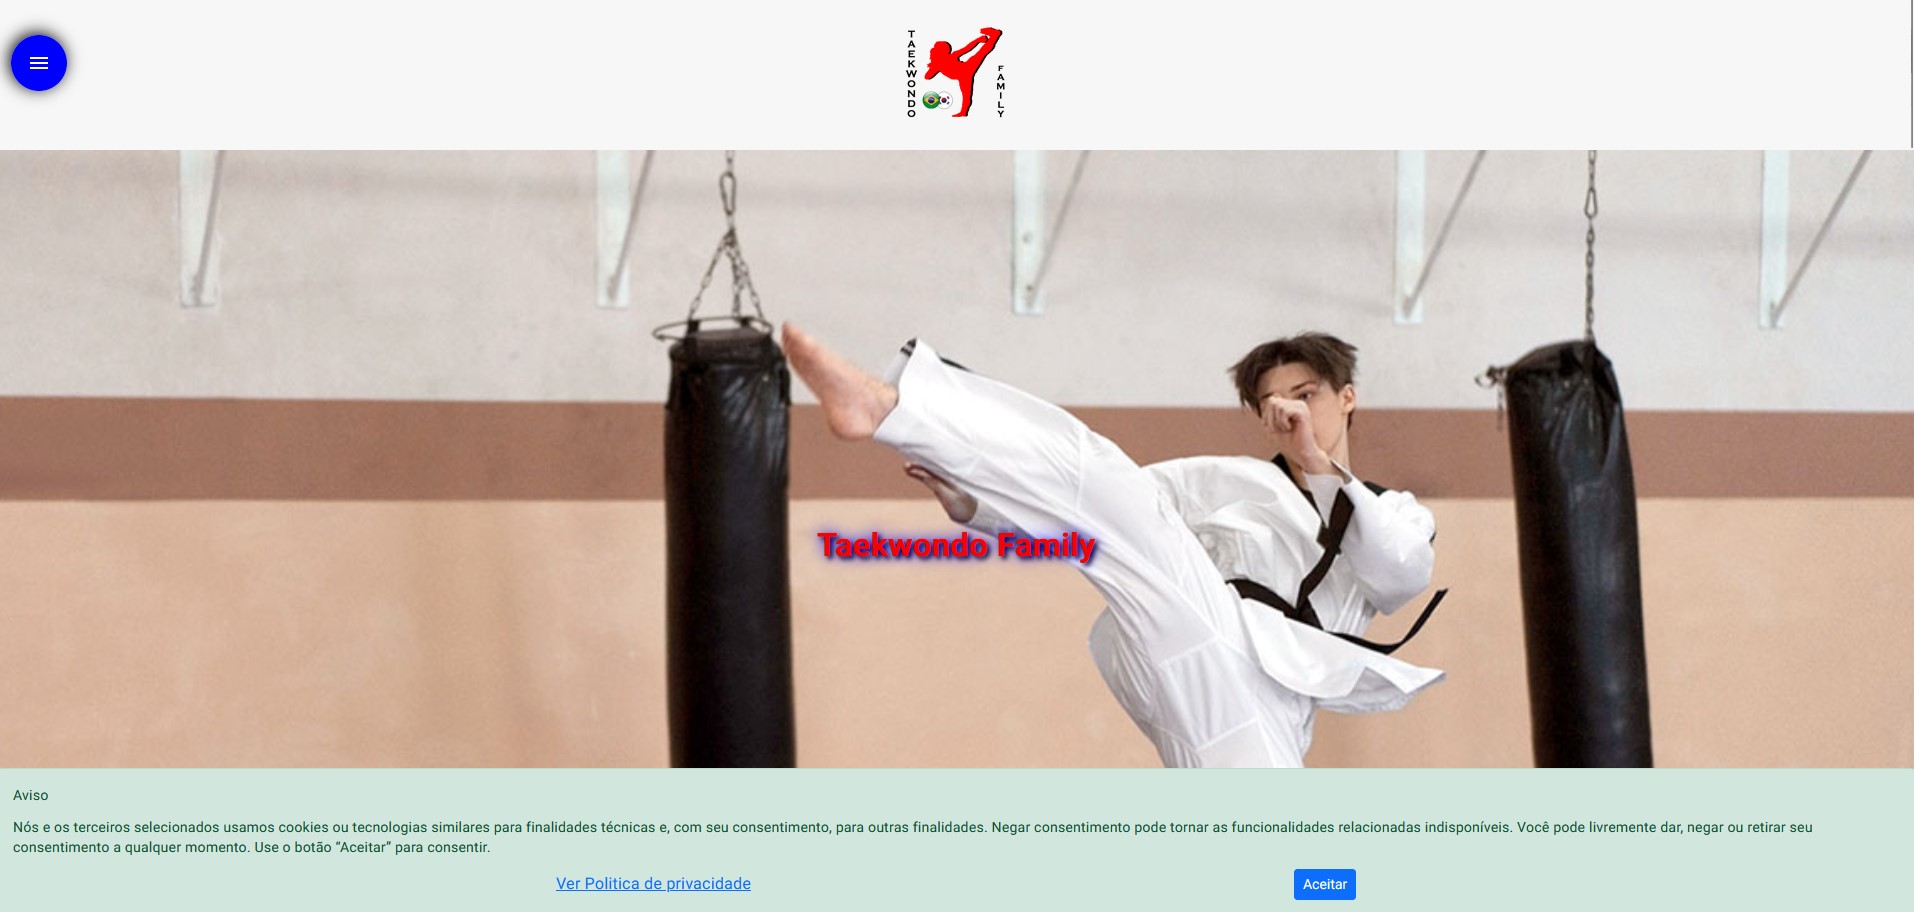 TAEKWONDO
FAMILY
Taekwondo Family
Aviso
Nós e os terceiros selecionados usamos cookies ou tecnologias similares para finalidades técnicas e, com seu consentimento, para outras finalidades. Negar consentimento pode tornar as funcionalidades relacionadas indisponíveis. Você pode livremente dar, negar ou retirar seu
consentimento a qualquer momento. Use o botão “Aceitar” para consentir.
Ver Politica de privacidade
Aceitar